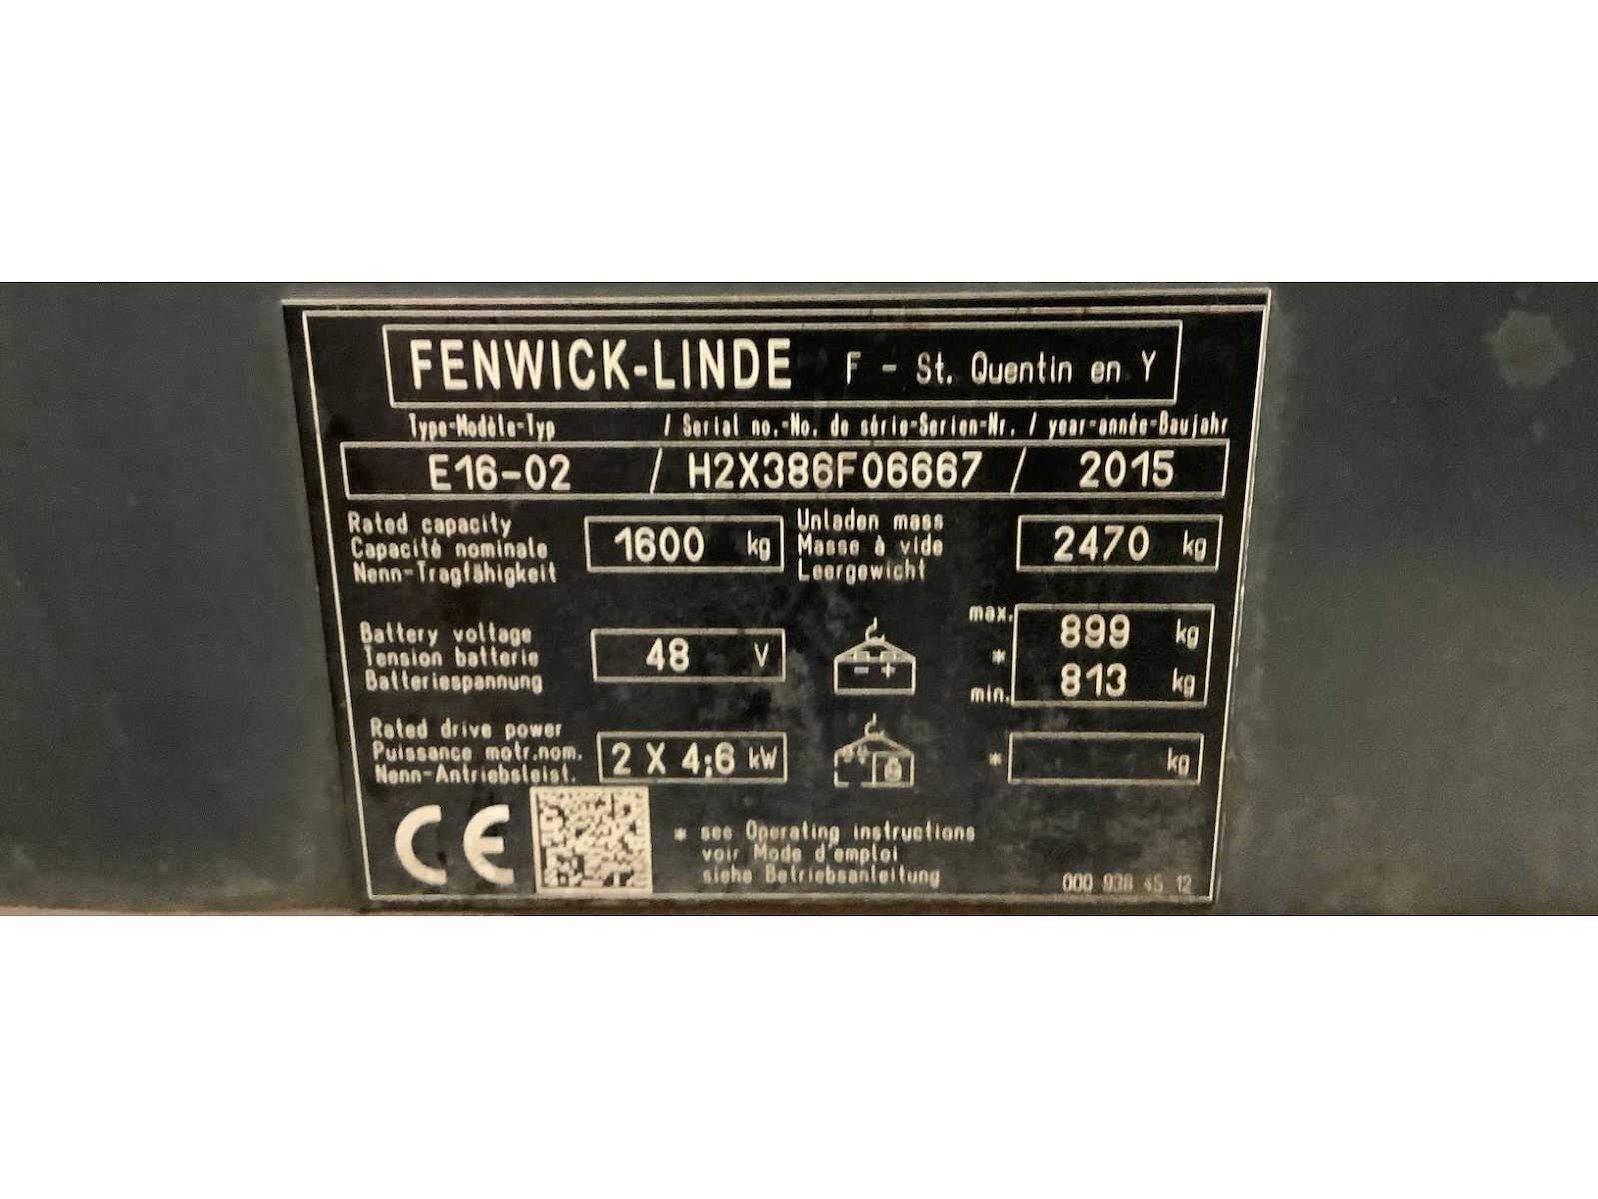 FENWICK-LINDE F - St. Quentin en Y
Type-Modèle-Typ / Serial no.-No. de série-Serien-Nr. / year-année-Baujahr
E16-02 / H2X386F06667 / 2015
Rated capacity
Capacité nominale
Nenn-Tragfähigkeit
1600 kg
Unladen mass
Masse à vide
Leergewicht
2470 kg
Battery voltage
Tension batterie
Batteriespannung
48 V
- +
max.
*
min.
899 kg
813 kg
Rated drive power
Puissance motr.nom.
Nenn-Antriebsleist.
2 X 4;6 kW
* kg
CE
* see Operating instructions
voir Mode d'emploi
siehe Betriebsanleitung
000 938 45 12